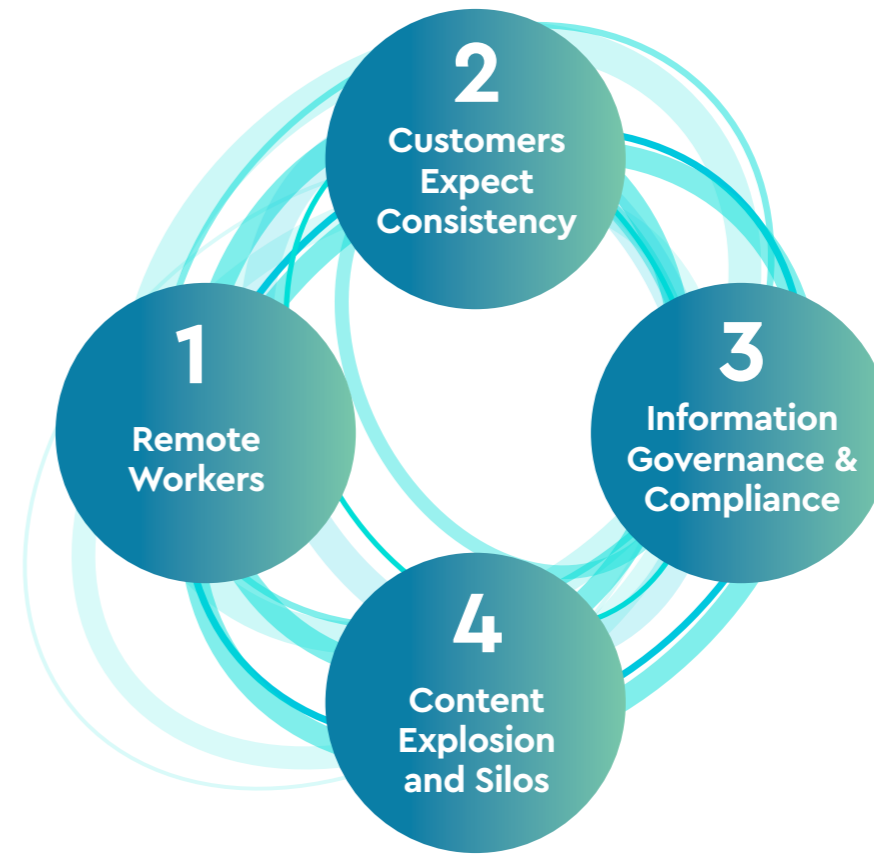 1
Remote
Workers
2
Customers
Expect
Consistency
3
Information
Governance &
Compliance
4
Content
Explosion
and Silos